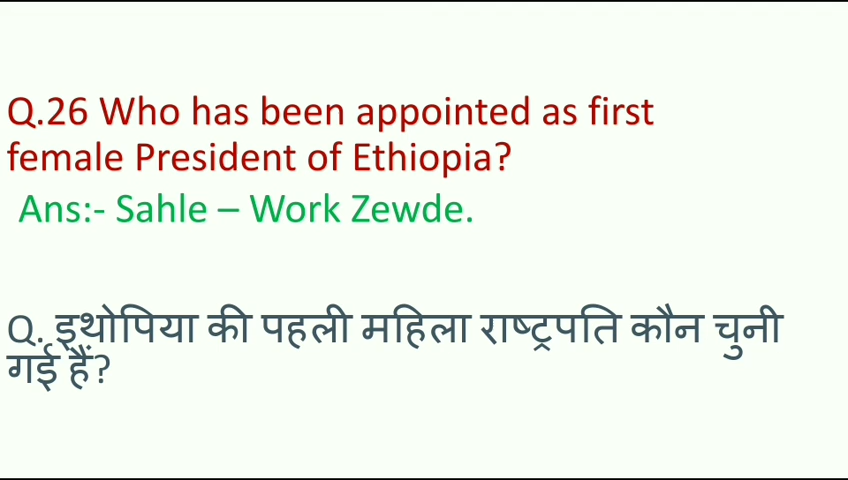 Q.26 Who has been appointed as first
female President of Ethiopia?
Ans:- Sahle – Work Zewde.
Q. इथोपिया की पहली महिला राष्ट्रपति कौन चुनी
गई हैं?